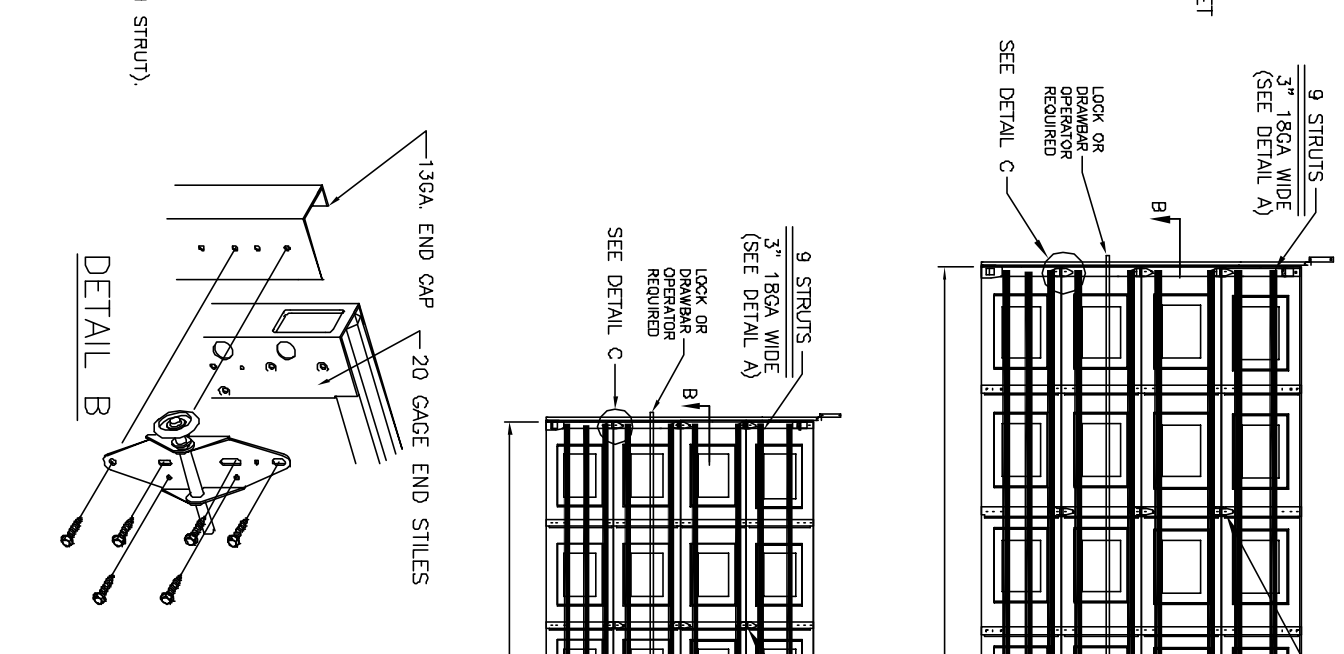 ET
9 STRUTS
3" 18GA WIDE
(SEE DETAIL A)
LOCK OR
DRAWBAR
OPERATOR
REQUIRED
SEE DETAIL C
B
9 STRUTS
3" 18GA WIDE
(SEE DETAIL A)
LOCK OR
DRAWBAR
OPERATOR
REQUIRED
SEE DETAIL C
B
13GA. END CAP
20 GAGE END STILES
DETAIL B
STRUT).